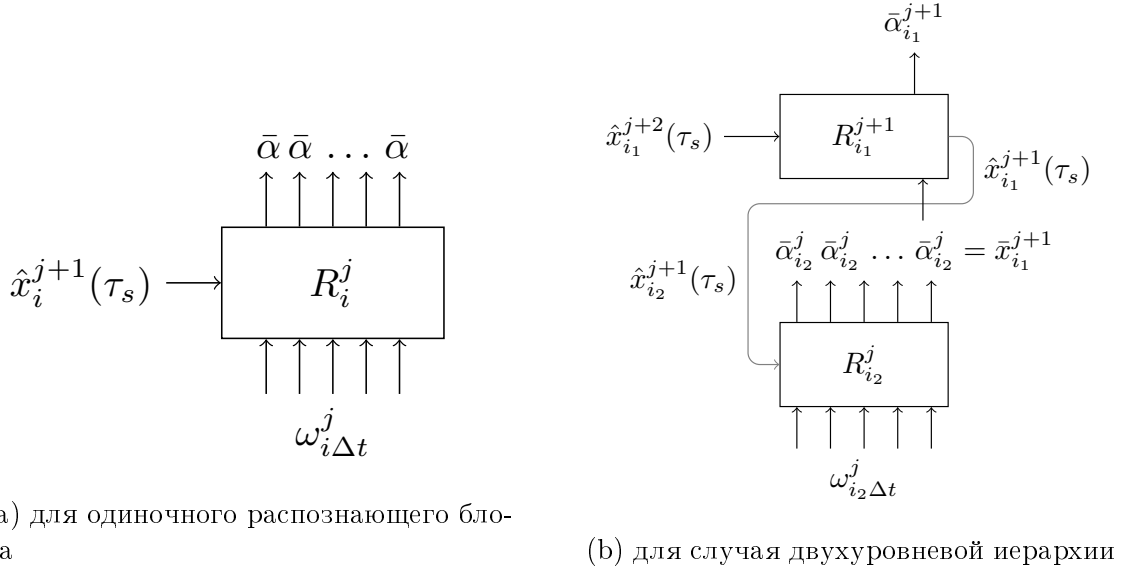 ᾱ ᾱ … ᾱ
x̂_i^{j+1}(τ_s)
R_i^j
ω_{iΔt}^j
а) для одиночного распознающего бло-
а
ᾱ_{i_1}^{j+1}
x̂_{i_1}^{j+2}(τ_s)
R_{i_1}^{j+1}
x̂_{i_1}^{j+1}(τ_s)
ᾱ_{i_2}^j ᾱ_{i_2}^j … ᾱ_{i_2}^j = x̄_{i_1}^{j+1}
x̂_{i_2}^{j+1}(τ_s)
R_{i_2}^j
ω_{i_2Δt}^j
(b) для случая двухуровневой иерархии